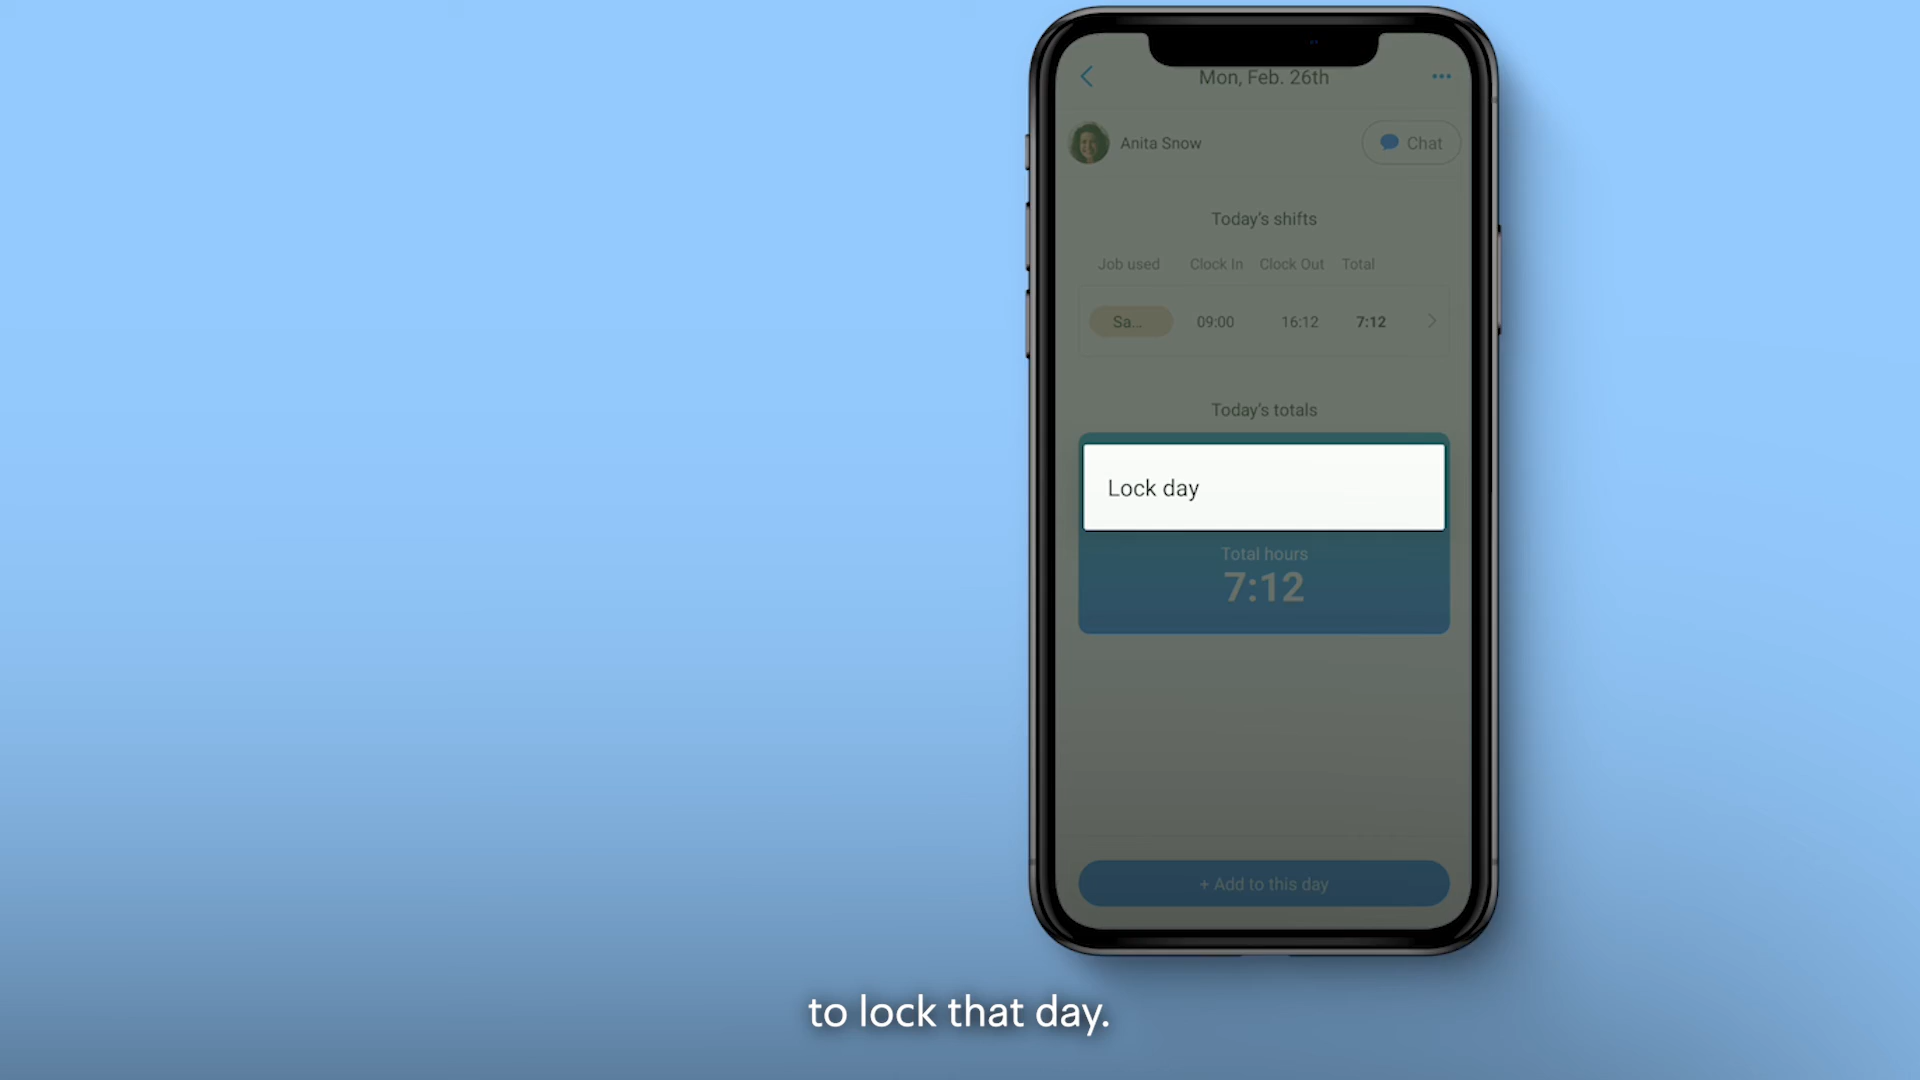 Mon, Feb. 26th
Anita Snow
Chat
Today's shifts
Job used Clock In Clock Out Total
Sa... 09:00 16:12 7:12
Today's totals
Lock day
Total hours
7:12
+ Add to this day
to lock that day.